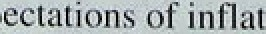 ectations of inflat